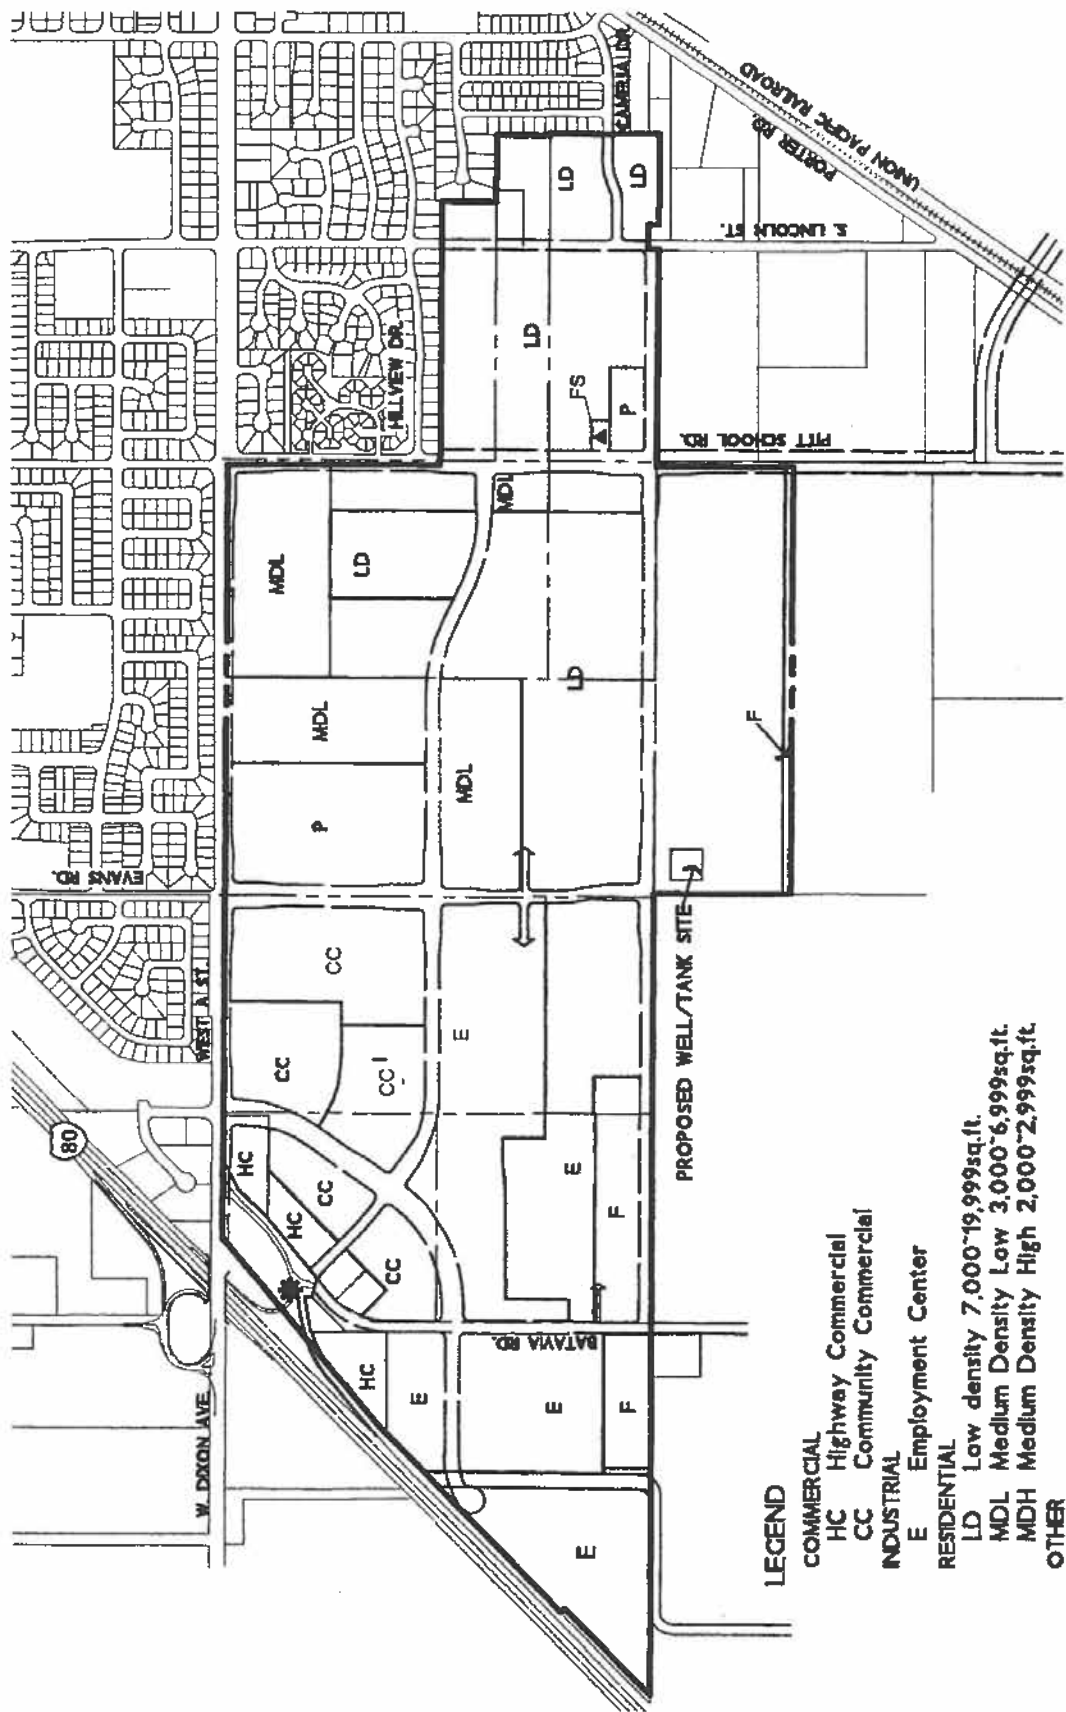 80
W. DIXON AVE.
WEST A ST.
EVANS RD.
HILLVIEW DR.
CAMERIA DR.
PORTER RD.
UNION PACIFIC RAILROAD
S. LINCOLN ST.
PITT SCHOOL RD.
BATAVIA RD.
HC
HC
HC
CC
CC
CC
CC
CC
E
E
E
E
E
F
F
F
P
MDL
MDL
MDL
MDL
LD
LD
LD
LD
LD
FS
P
PROPOSED WELL/TANK SITE
LEGEND
COMMERCIAL
HC Highway Commercial
CC Community Commercial
INDUSTRIAL
E Employment Center
RESIDENTIAL
LD Low density 7,000~19,999sq.ft.
MDL Medium Density Low 3,000~6,999sq.ft.
MDH Medium Density High 2,000~2,999sq.ft.
OTHER